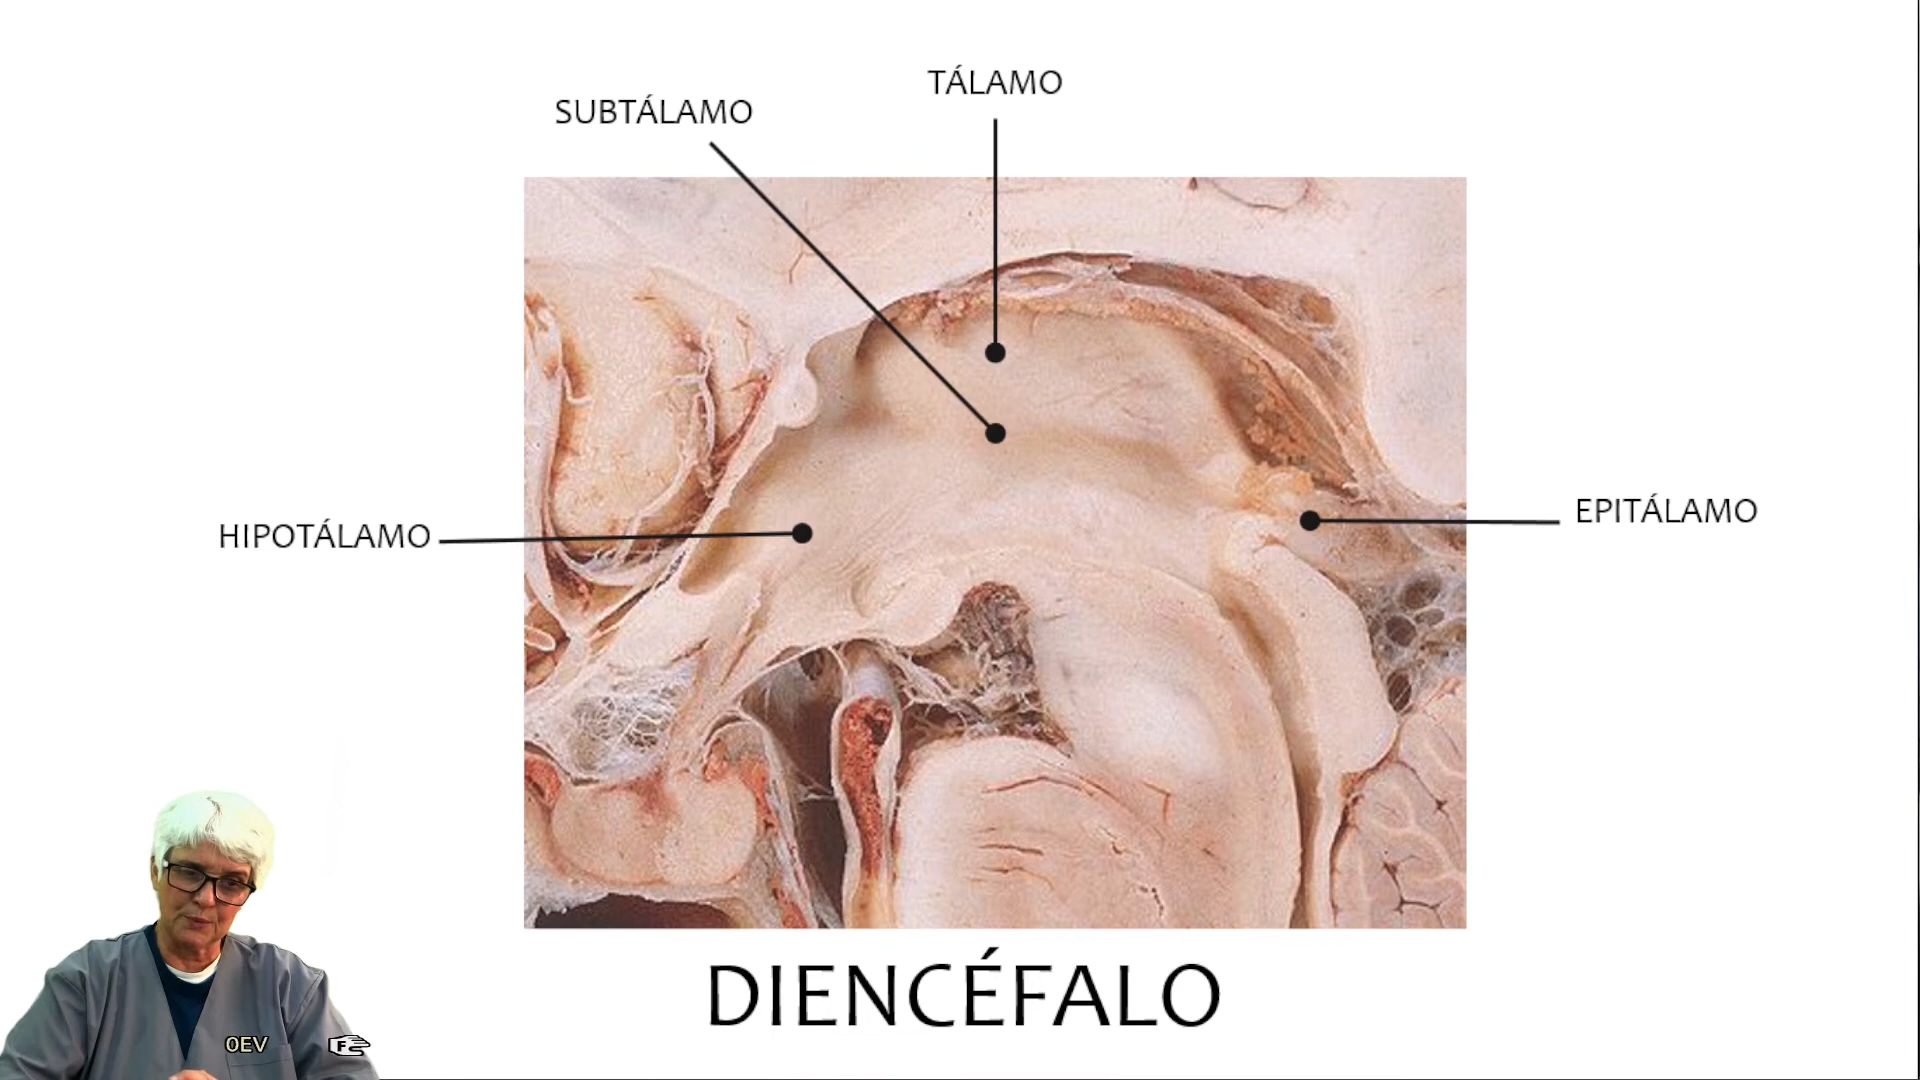 TÁLAMO
SUBTÁLAMO
HIPOTÁLAMO
EPITÁLAMO
DIENCÉFALO
OEV
F